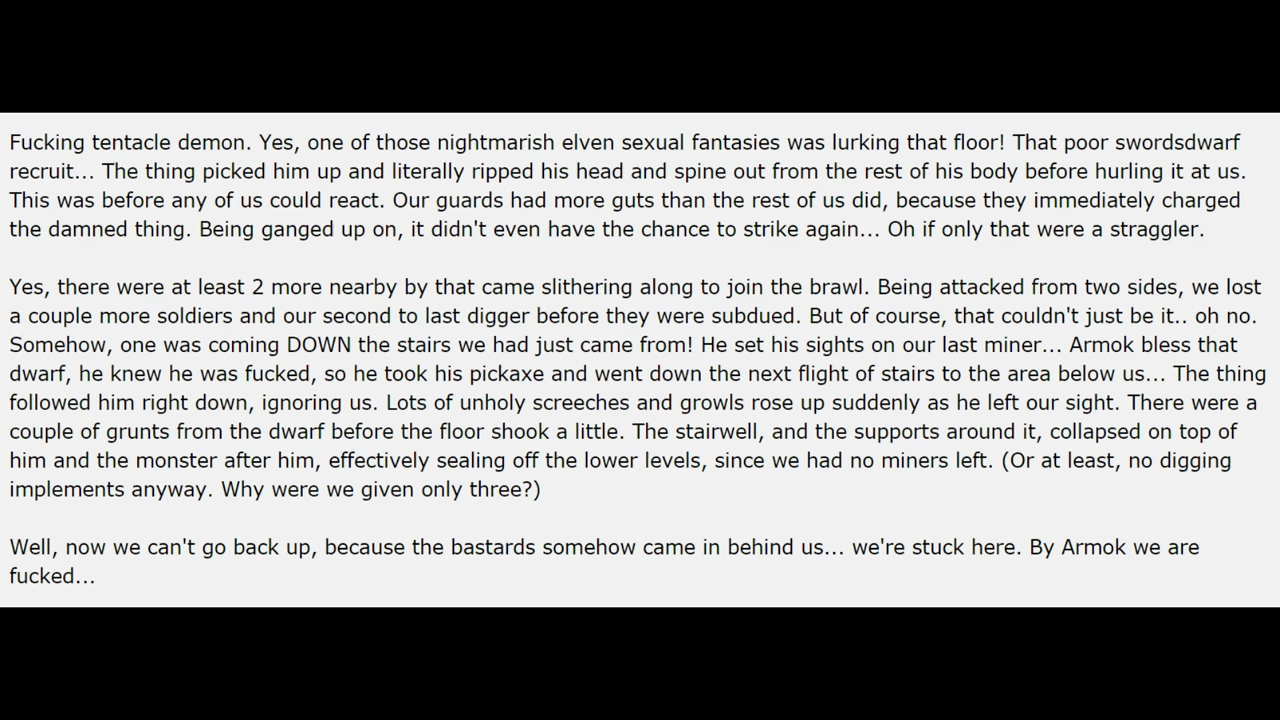 Fucking tentacle demon. Yes, one of those nightmarish elven sexual fantasies was lurking that floor! That poor swordsdwarf
recruit... The thing picked him up and literally ripped his head and spine out from the rest of his body before hurling it at us.
This was before any of us could react. Our guards had more guts than the rest of us did, because they immediately charged
the damned thing. Being ganged up on, it didn't even have the chance to strike again... Oh if only that were a straggler.
Yes, there were at least 2 more nearby by that came slithering along to join the brawl. Being attacked from two sides, we lost
a couple more soldiers and our second to last digger before they were subdued. But of course, that couldn't just be it.. oh no.
Somehow, one was coming DOWN the stairs we had just came from! He set his sights on our last miner... Armok bless that
dwarf, he knew he was fucked, so he took his pickaxe and went down the next flight of stairs to the area below us... The thing
followed him right down, ignoring us. Lots of unholy screeches and growls rose up suddenly as he left our sight. There were a
couple of grunts from the dwarf before the floor shook a little. The stairwell, and the supports around it, collapsed on top of
him and the monster after him, effectively sealing off the lower levels, since we had no miners left. (Or at least, no digging
implements anyway. Why were we given only three?)
Well, now we can't go back up, because the bastards somehow came in behind us... we're stuck here. By Armok we are
fucked...